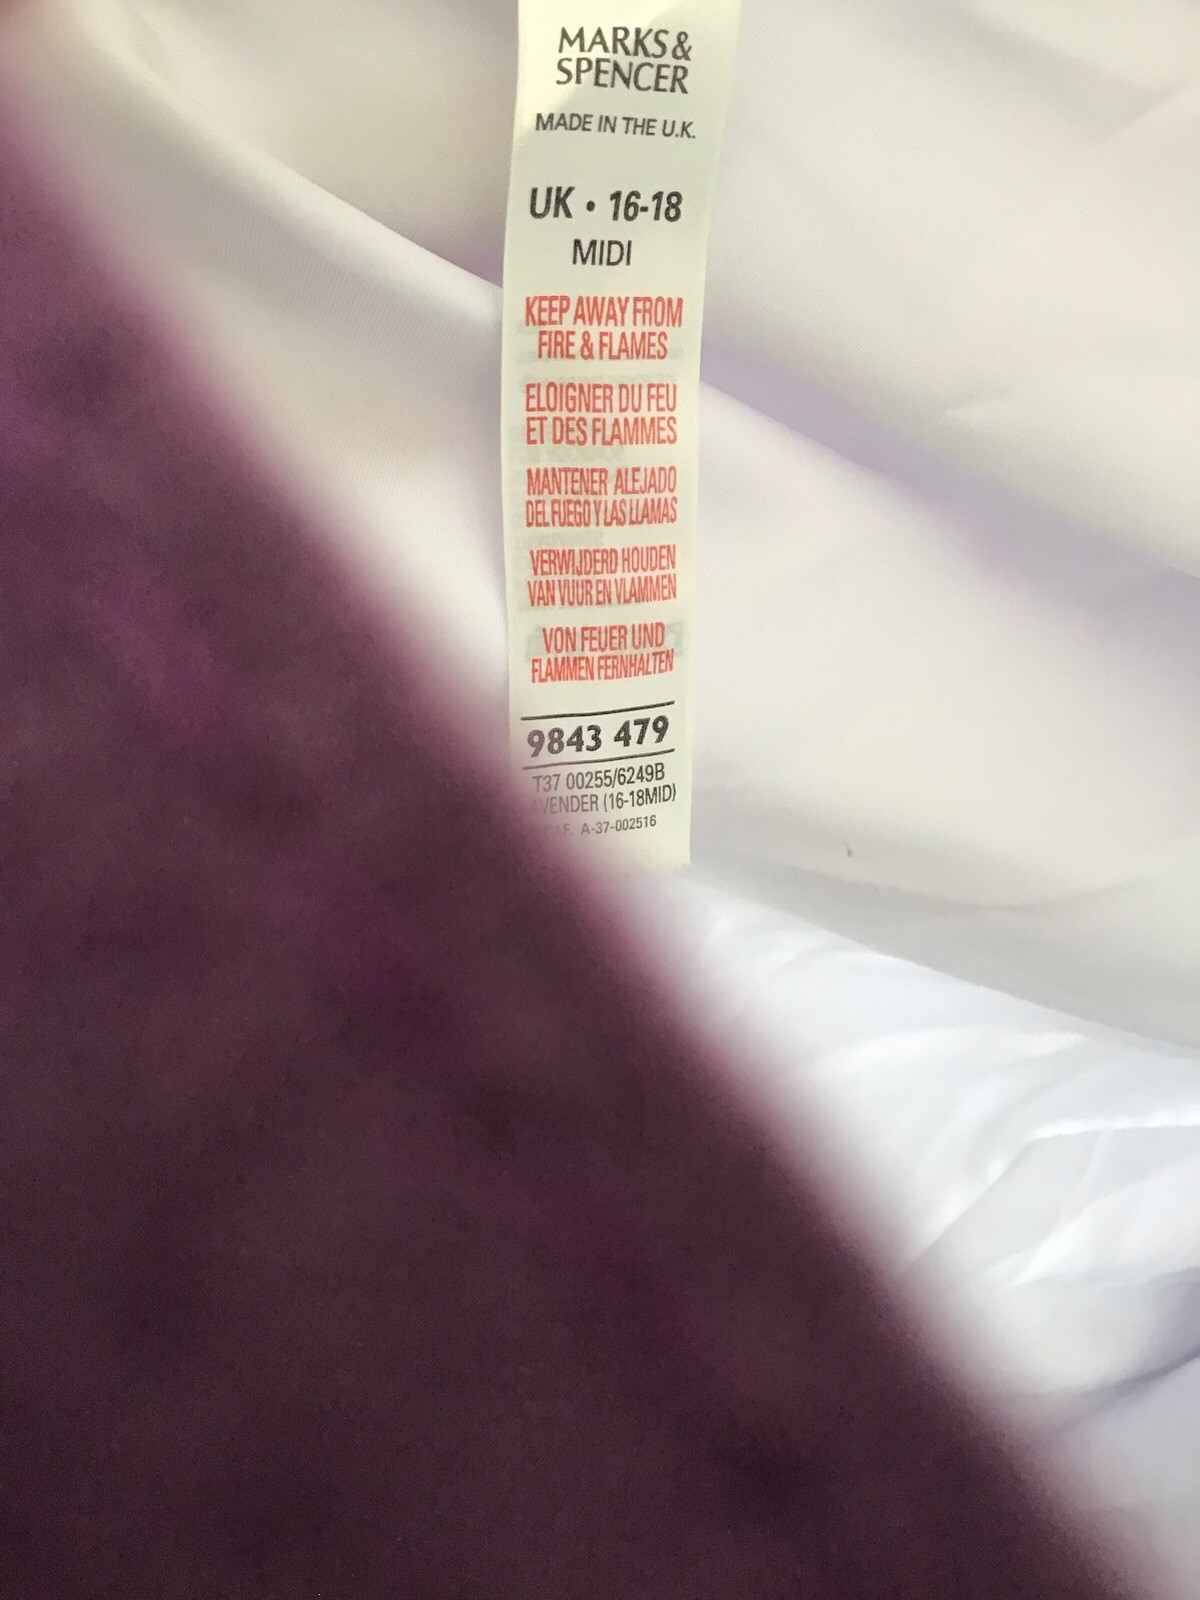 MARKS&
SPENCER
MADE IN THE U.K.
UK • 16-18
MIDI
KEEP AWAY FROM
FIRE & FLAMES
ELOIGNER DU FEU
ET DES FLAMMES
MANTENER ALEJADO
DEL FUEGO Y LAS LLAMAS
VERWIJDERD HOUDEN
VAN VUUR EN VLAMMEN
VON FEUER UND
FLAMMEN FERNHALTEN
9843 479
T37 00255/6249B
(16-18MID)
A-37-002516